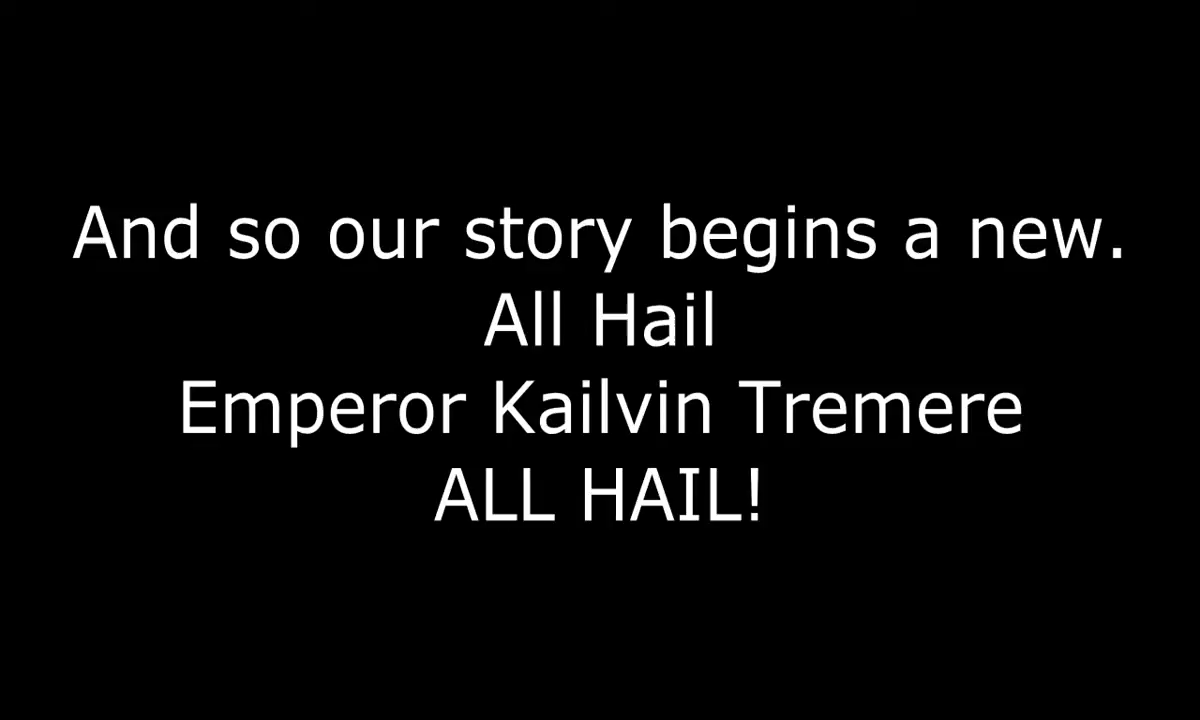 And so our story begins a new.
All Hail
Emperor Kailvin Tremere
ALL HAIL!